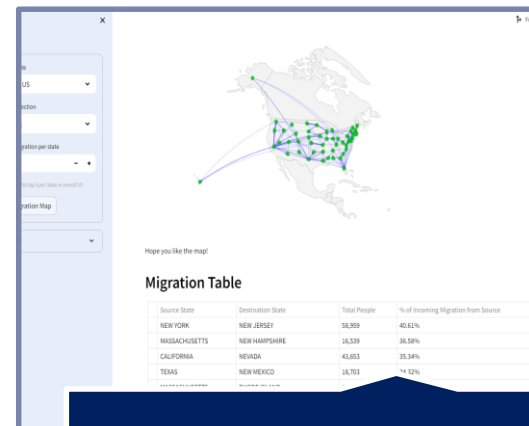 US
ection
gration per state
- +
ration Map
Hope you like the map!
Migration Table
Source State Destination State Total People % of Incoming Migration from Source
NEW YORK NEW JERSEY 58,959 40.61%
MASSACHUSETTS NEW HAMPSHIRE 16,539 36.58%
CALIFORNIA NEVADA 43,653 35.34%
TEXAS NEW MEXICO 18,703